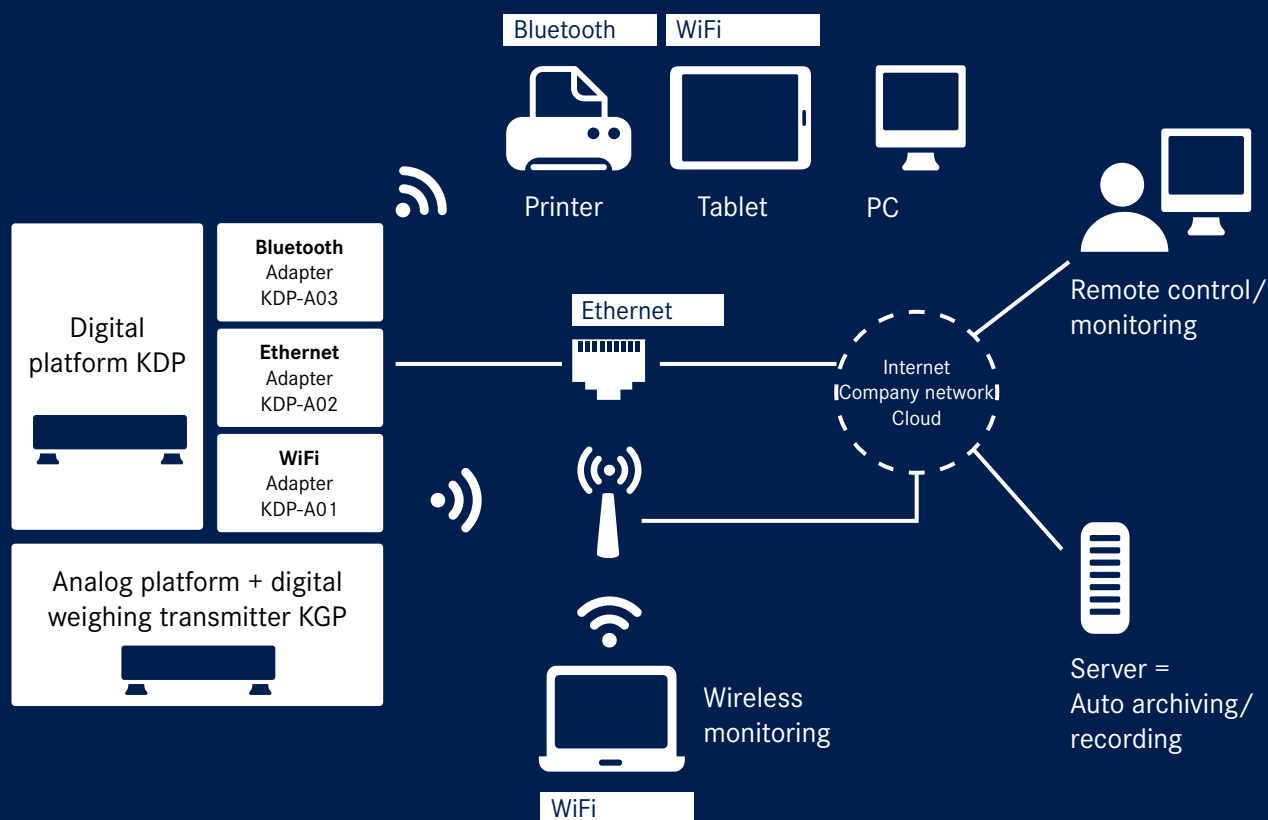 Bluetooth
WiFi
Printer
Tablet
PC
Digital
platform KDP
Bluetooth
Adapter
KDP-A03
Ethernet
Adapter
KDP-A02
WiFi
Adapter
KDP-A01
Analog platform + digital
weighing transmitter KGP
Ethernet
Internet
Company network
Cloud
Remote control/
monitoring
Server =
Auto archiving/
recording
Wireless
monitoring
WiFi